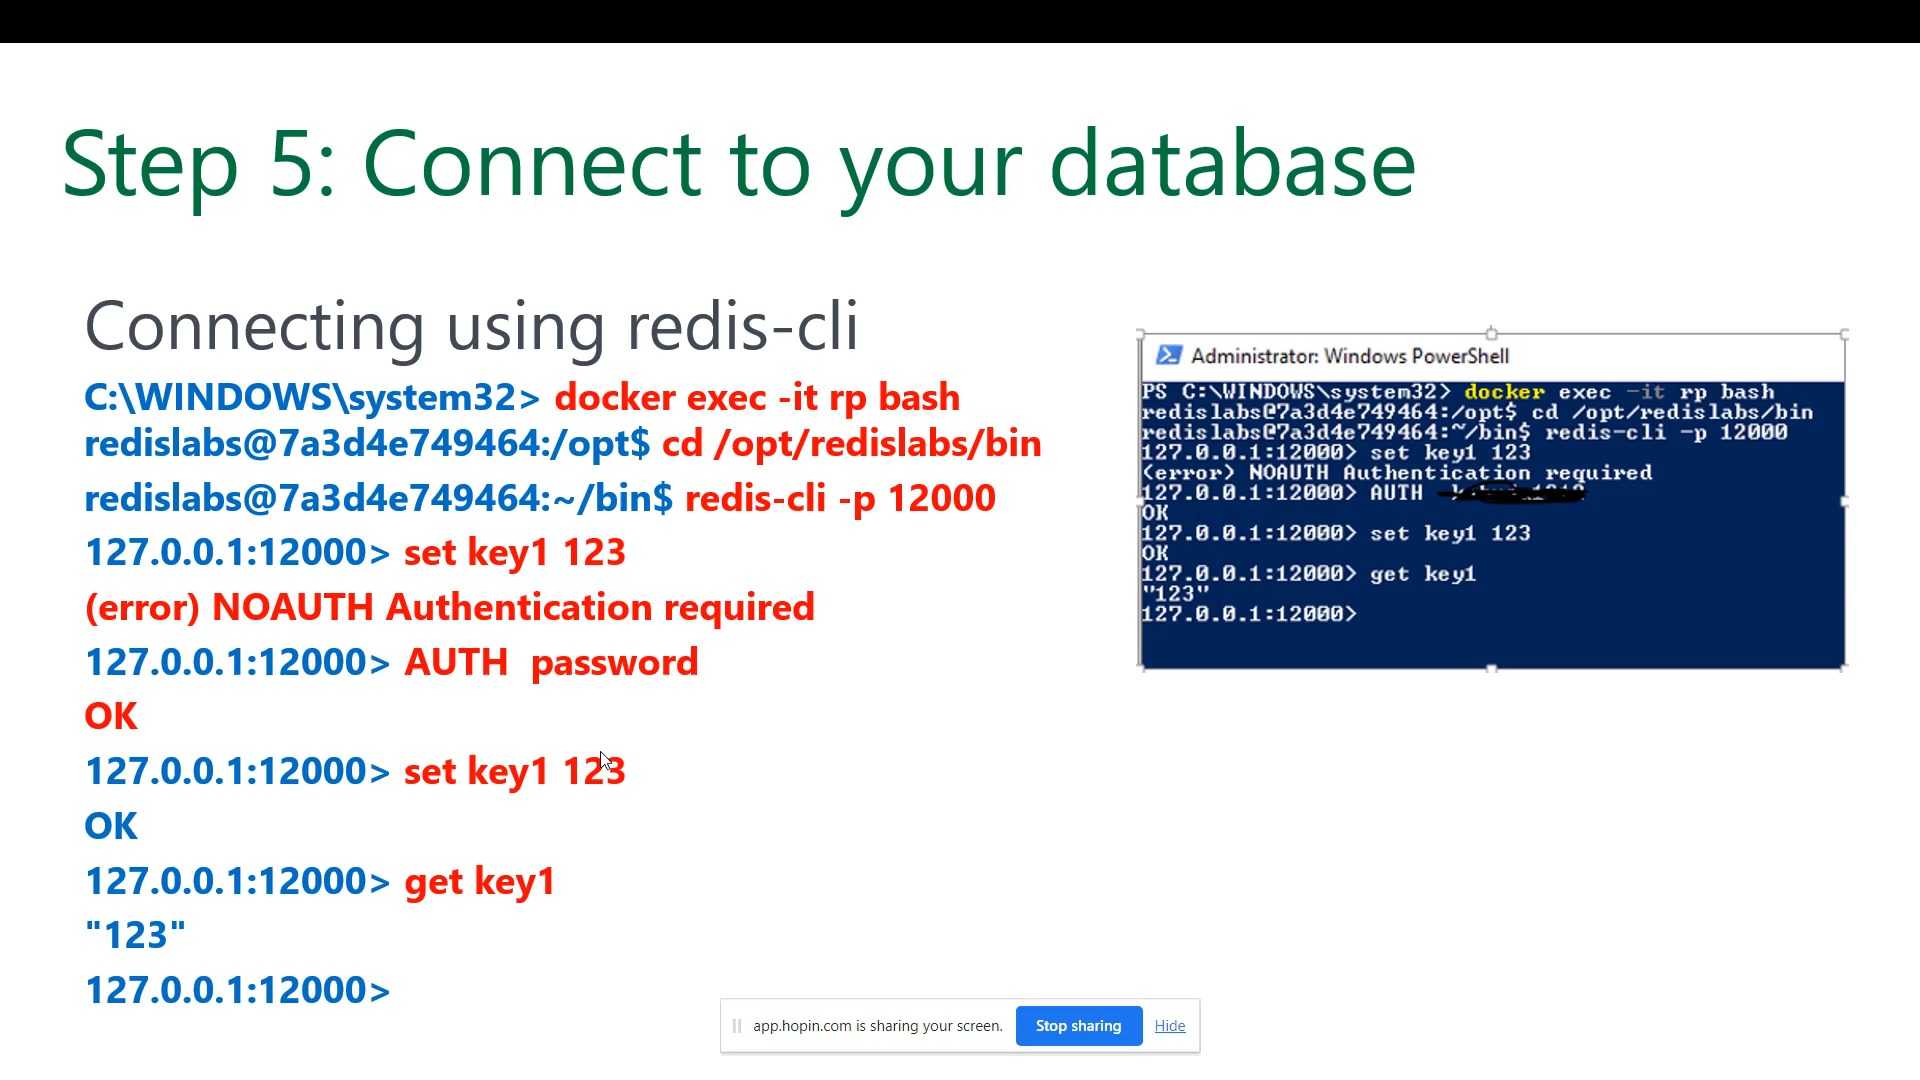 Step 5: Connect to your database
Connecting using redis-cli
C:\WINDOWS\system32> docker exec -it rp bash
redislabs@7a3d4e749464:/opt$ cd /opt/redislabs/bin
redislabs@7a3d4e749464:~/bin$ redis-cli -p 12000
127.0.0.1:12000> set key1 123
(error) NOAUTH Authentication required
127.0.0.1:12000> AUTH  password
OK
127.0.0.1:12000> set key1 123
OK
127.0.0.1:12000> get key1
"123"
127.0.0.1:12000>
Administrator: Windows PowerShell
PS C:\WINDOWS\system32> docker exec -it rp bash
redislabs@7a3d4e749464:/opt$ cd /opt/redislabs/bin
redislabs@7a3d4e749464:~/bin$ redis-cli -p 12000
127.0.0.1:12000> set key1 123
(error) NOAUTH Authentication required
127.0.0.1:12000> AUTH
OK
127.0.0.1:12000> set key1 123
OK
127.0.0.1:12000> get key1
"123"
127.0.0.1:12000>
app.hopin.com is sharing your screen.
Stop sharing
Hide